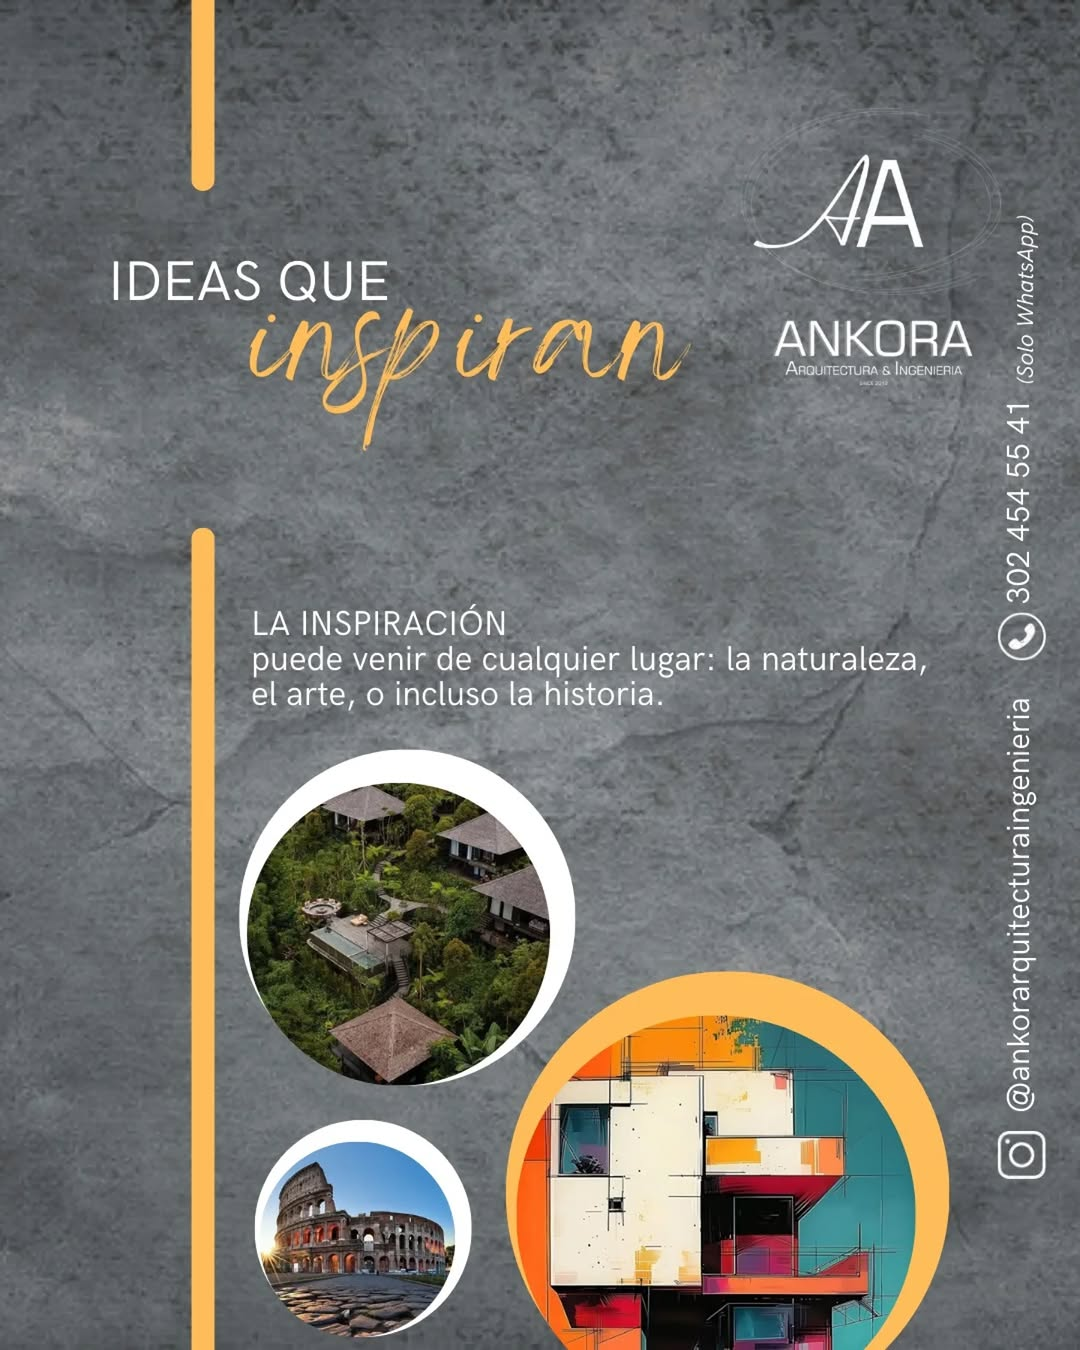 IDEAS QUE
inspiran
AA
ANKORA
ARQUITECTURA & INGENIERIA
LA INSPIRACIÓN
puede venir de cualquier lugar: la naturaleza,
el arte, o incluso la historia.
302 454 55 41 (Solo WhatsApp)
@ankorarquitecturaingenieria